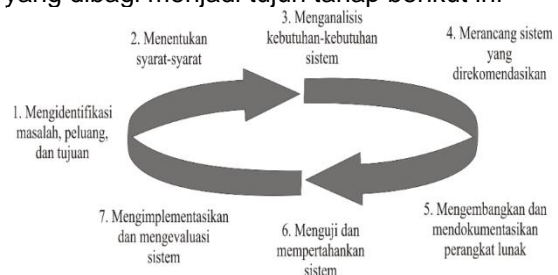 yang dibagi menjadi tujuh tahap berikut ini
1. Mengidentifikasi
masalah, peluang,
dan tujuan
2. Menentukan
syarat-syarat
3. Menganalisis
kebutuhan-kebutuhan
sistem
4. Merancang sistem
yang
direkomendasikan
5. Mengembangkan dan
mendokumentasikan
perangkat lunak
6. Menguji dan
mempertahankan
sistem
7. Mengimplementasikan
dan mengevaluasi
sistem